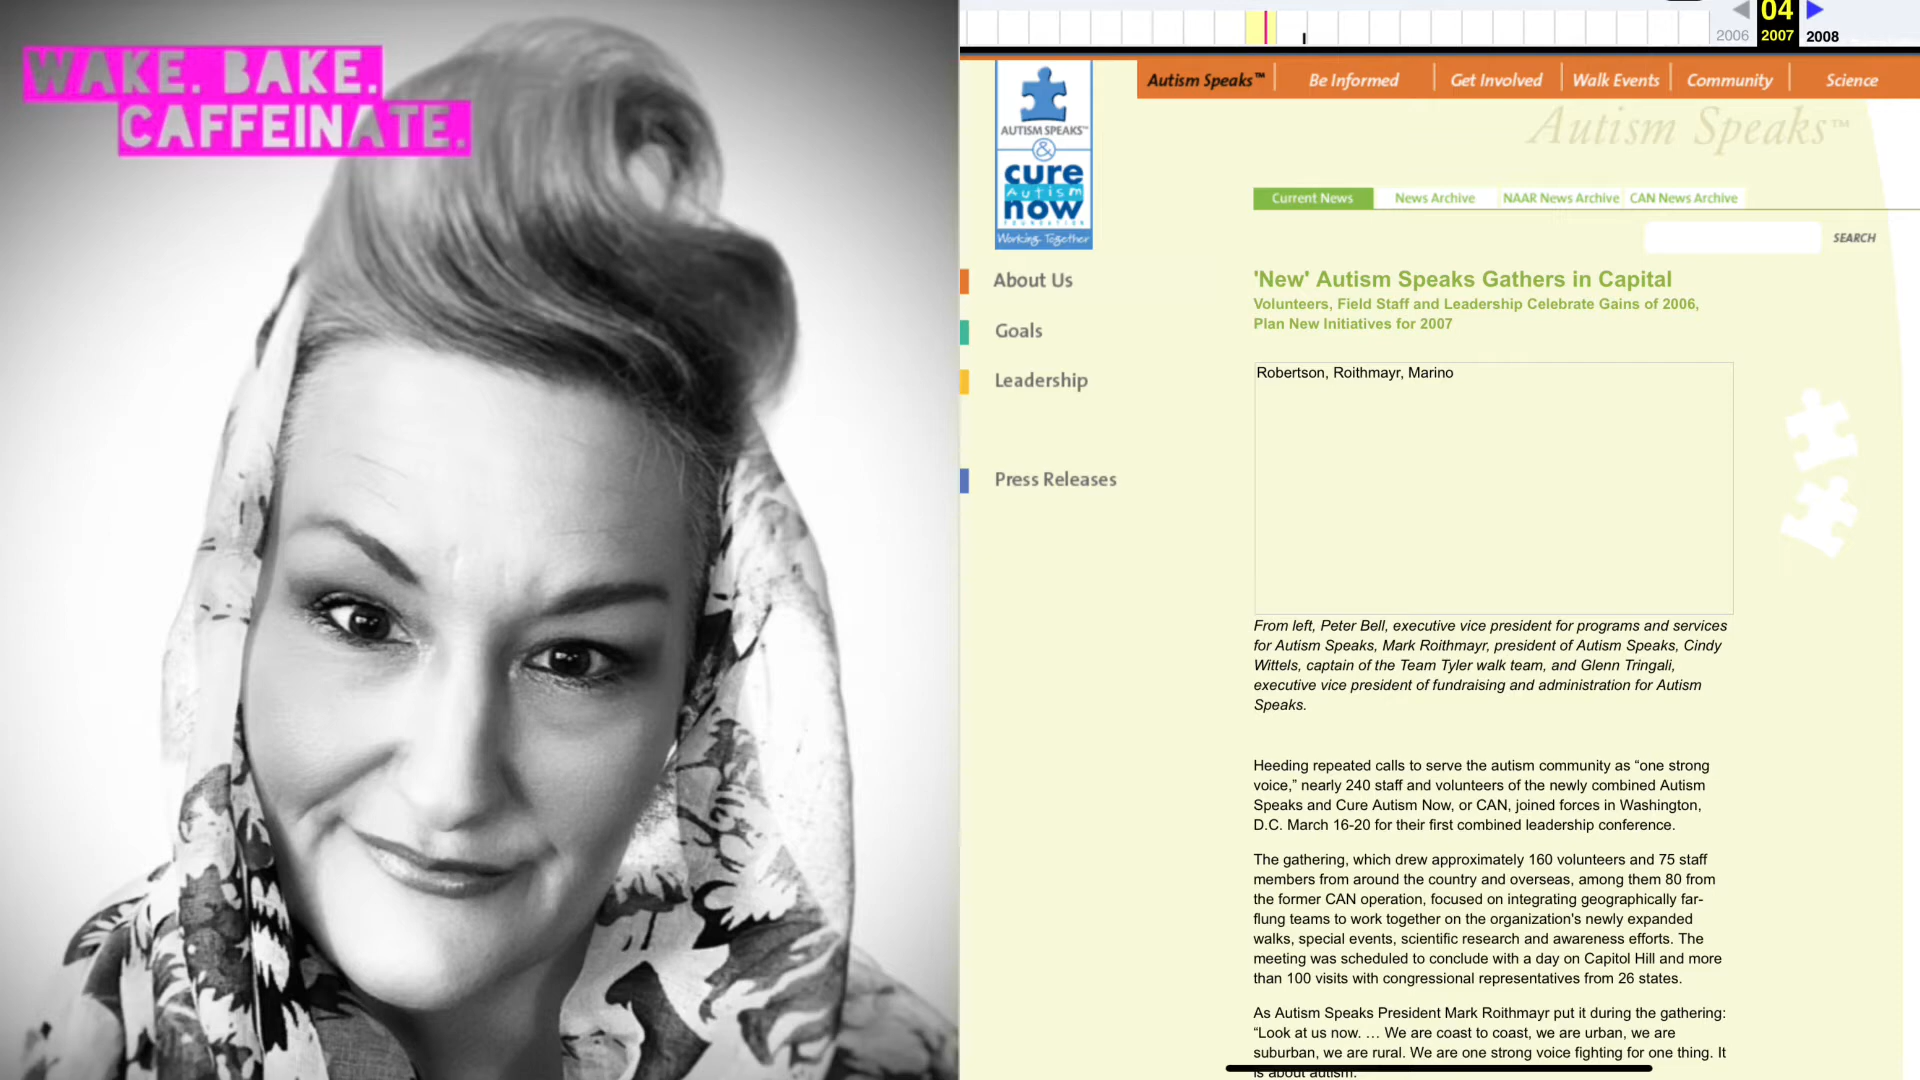 WAKE. BAKE.
CAFFEINATE.
04
2006
2007
2008
Autism Speaks™
Be Informed
Get Involved
Walk Events
Community
Science
AUTISM SPEAKS™
&
cure
Autism
now
FOUNDATION
Working Together
Autism Speaks™
Current News
News Archive
NAAR News Archive
CAN News Archive
SEARCH
About Us
Goals
Leadership
Press Releases
'New' Autism Speaks Gathers in Capital
Volunteers, Field Staff and Leadership Celebrate Gains of 2006,
Plan New Initiatives for 2007
Robertson, Roithmayr, Marino
From left, Peter Bell, executive vice president for programs and services
for Autism Speaks, Mark Roithmayr, president of Autism Speaks, Cindy
Wittels, captain of the Team Tyler walk team, and Glenn Tringali,
executive vice president of fundraising and administration for Autism
Speaks.
Heeding repeated calls to serve the autism community as “one strong
voice,” nearly 240 staff and volunteers of the newly combined Autism
Speaks and Cure Autism Now, or CAN, joined forces in Washington,
D.C. March 16-20 for their first combined leadership conference.
The gathering, which drew approximately 160 volunteers and 75 staff
members from around the country and overseas, among them 80 from
the former CAN operation, focused on integrating geographically far-
flung teams to work together on the organization's newly expanded
walks, special events, scientific research and awareness efforts. The
meeting was scheduled to conclude with a day on Capitol Hill and more
than 100 visits with congressional representatives from 26 states.
As Autism Speaks President Mark Roithmayr put it during the gathering:
“Look at us now. … We are coast to coast, we are urban, we are
suburban, we are rural. We are one strong voice fighting for one thing. It
is about autism.